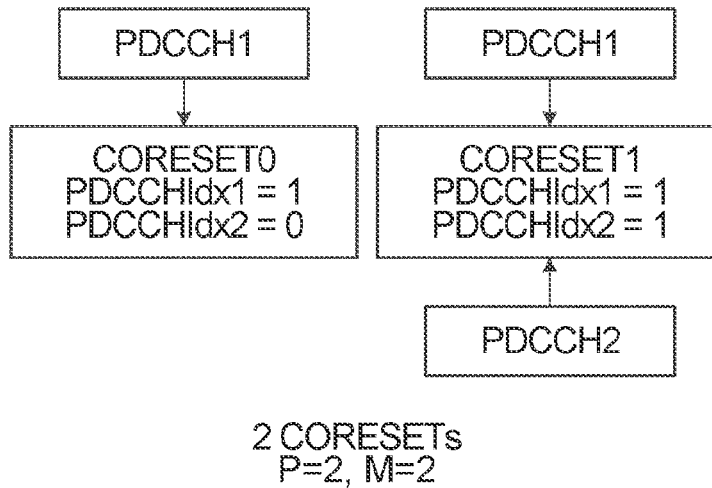 PDCCH1
PDCCH1
CORESET0
PDCCHIdx1 = 1
PDCCHIdx2 = 0
CORESET1
PDCCHIdx1 = 1
PDCCHIdx2 = 1
PDCCH2
2 CORESETs
P=2, M=2